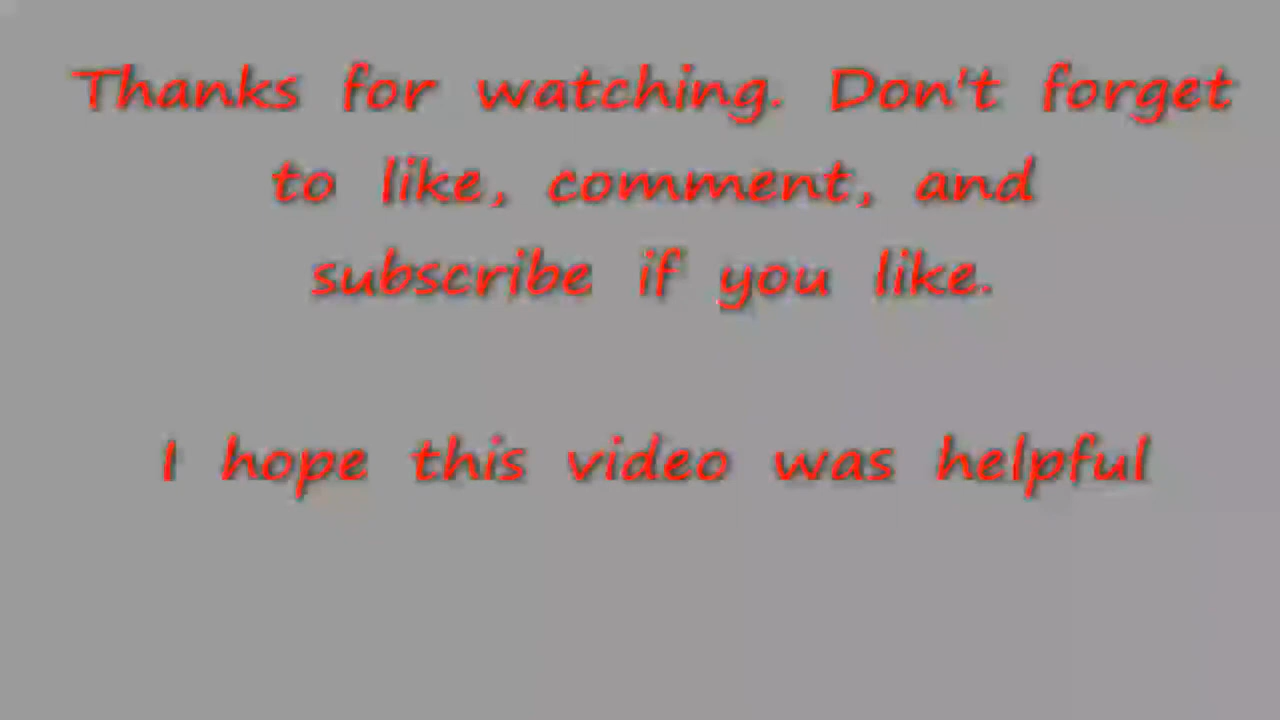 Thanks for watching. Don't forget
to like, comment, and
subscribe if you like.
I hope this video was helpful